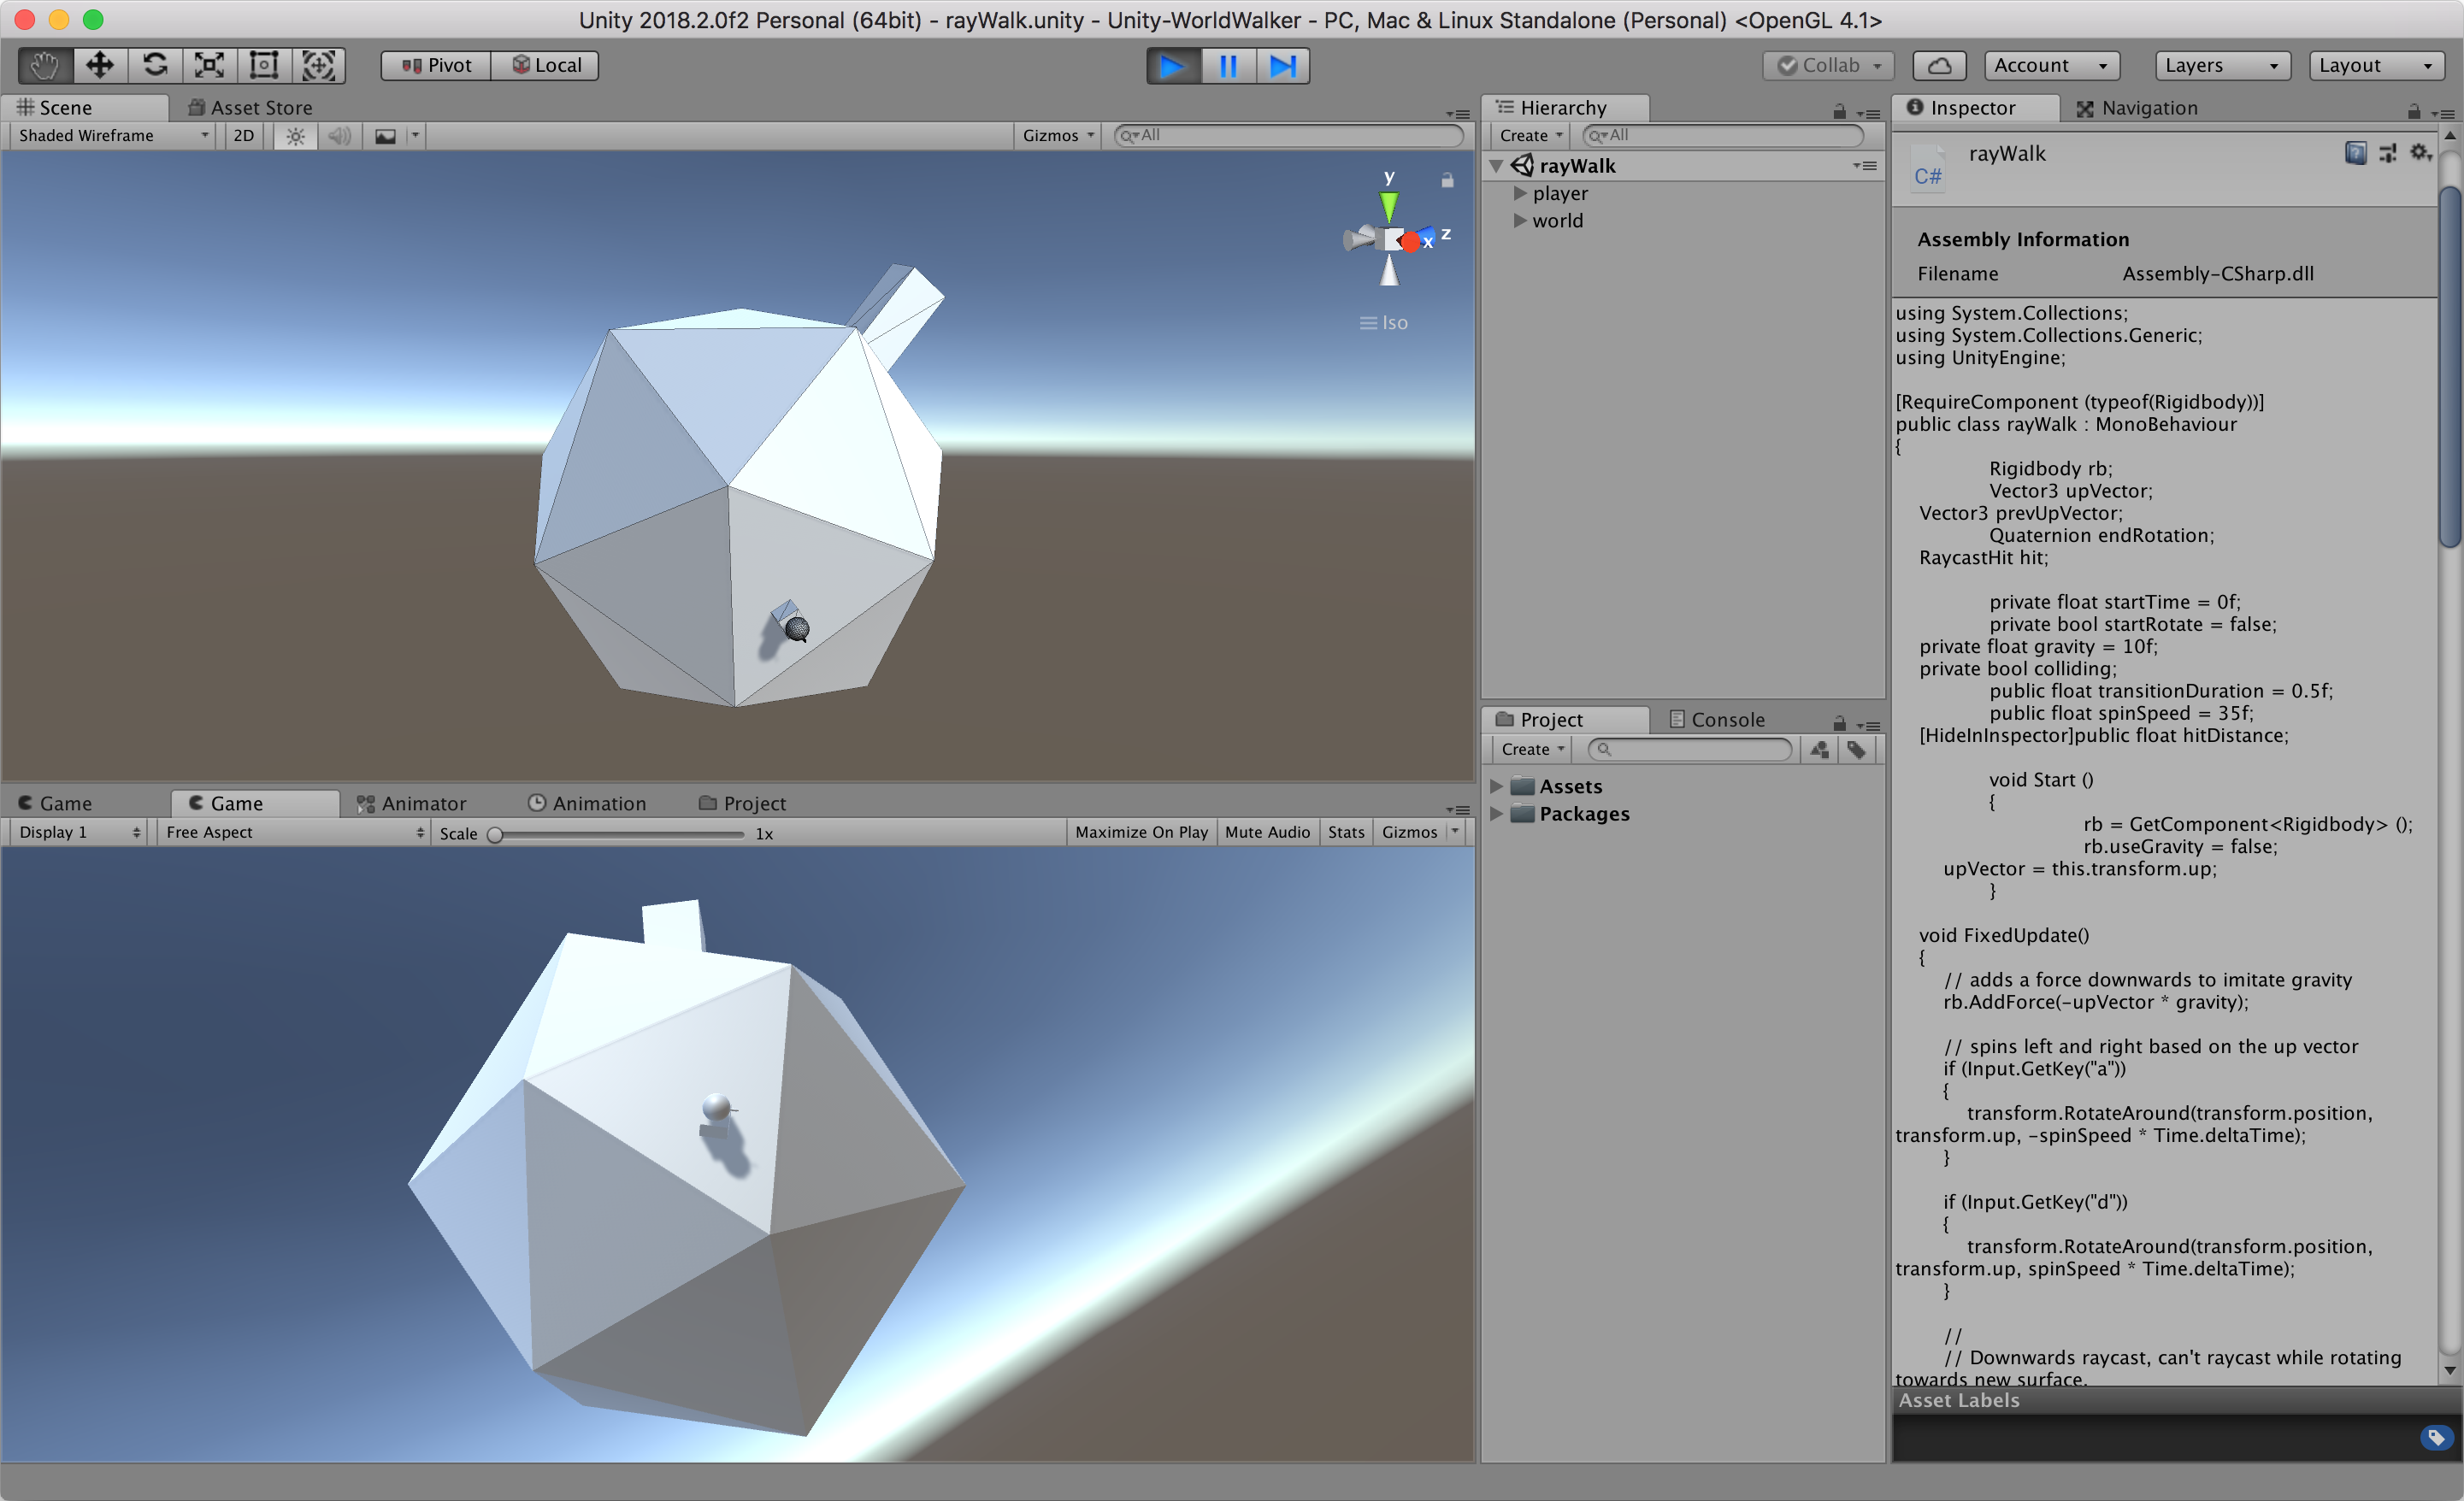 Unity 2018.2.0f2 Personal (64bit) - rayWalk.unity - Unity-WorldWalker - PC, Mac & Linux Standalone (Personal) <OpenGL 4.1>
Pivot Local Collab Account Layers Layout
Scene Asset Store
Shaded Wireframe 2D Gizmos All
y
z
x
Iso
Hierarchy
Create All
rayWalk
player
world
Game Game Animator Animation Project
Display 1 Free Aspect Scale 1x Maximize On Play Mute Audio Stats Gizmos
Project Console
Create
Assets
Packages
Inspector Navigation
C#
rayWalk
Assembly Information
Filename Assembly-CSharp.dll
using System.Collections;
using System.Collections.Generic;
using UnityEngine;
[RequireComponent (typeof(Rigidbody))]
public class rayWalk : MonoBehaviour
{
Rigidbody rb;
Vector3 upVector;
Vector3 prevUpVector;
Quaternion endRotation;
RaycastHit hit;
private float startTime = 0f;
private bool startRotate = false;
private float gravity = 10f;
private bool colliding;
public float transitionDuration = 0.5f;
public float spinSpeed = 35f;
[HideInInspector]public float hitDistance;
void Start ()
{
rb = GetComponent<Rigidbody> ();
rb.useGravity = false;
upVector = this.transform.up;
}
void FixedUpdate()
{
// adds a force downwards to imitate gravity
rb.AddForce(-upVector * gravity);
// spins left and right based on the up vector
if (Input.GetKey("a"))
{
transform.RotateAround(transform.position,
transform.up, -spinSpeed * Time.deltaTime);
}
if (Input.GetKey("d"))
{
transform.RotateAround(transform.position,
transform.up, spinSpeed * Time.deltaTime);
}
//
// Downwards raycast, can't raycast while rotating
towards new surface.
Asset Labels